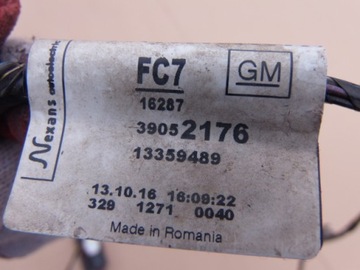 Nexans autoelectric
FC7
GM
16287
39052176
13359489
13.10.16 16:09:22
329 1271 0040
Made in Romania